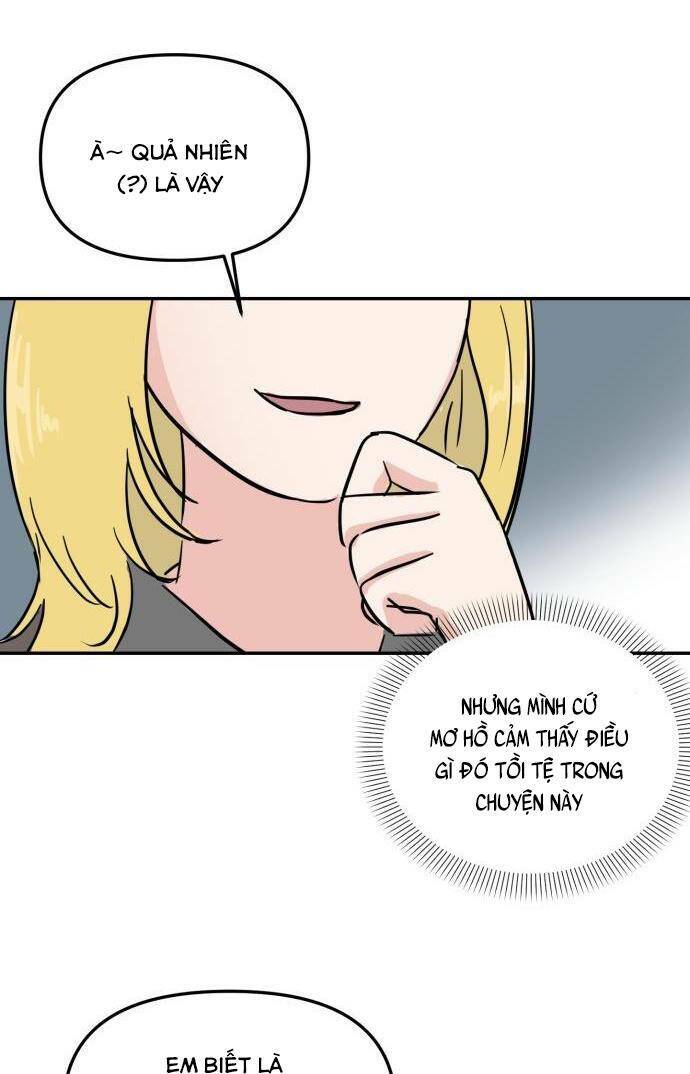 À~ QUẢ NHIÊN
(?) LÀ VẬY
NHƯNG MÌNH CỨ
MƠ HỒ CẢM THẤY ĐIỀU
GÌ ĐÓ TỒI TỆ TRONG
CHUYỆN NÀY
EM BIẾT LÀ